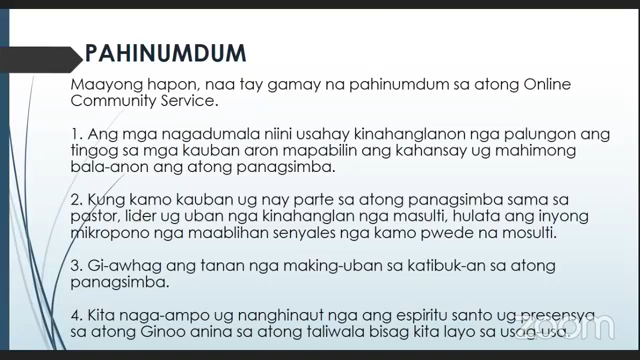 PAHINUMDUM
Maayong hapon, naa tay gamay na pahinumdum sa atong Online
Community Service.
1. Ang mga nagadumala niini usahay kinahanglanon nga palungon ang
tingog sa mga kauban aron mapabilin ang kahansay ug mahimong
bala-anon ang atong panagsimba.
2. Kung kamo kauban ug nay parte sa atong panagsimba sama sa
pastor, lider ug uban nga kinahanglan nga masulti, hulata ang inyong
mikropono nga maablihan senyales nga kamo pwede na mosulti.
3. Gi-awhag ang tanan nga making-uban sa katibuk-an sa atong
panagsimba.
4. Kita naga-ampo ug nanghinaut nga ang espiritu santo ug presensya
sa atong Ginoo anina sa atong taliwala bisag kita layo sa usag-usa.
zoom